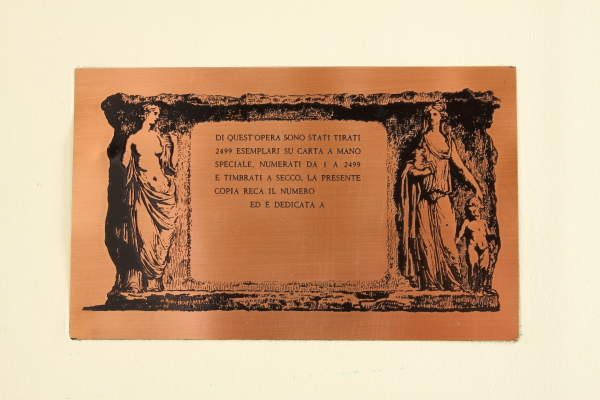 DI QUEST'OPERA SONO STATI TIRATI
2499 ESEMPLARI SU CARTA A MANO
SPECIALE, NUMERATI DA 1 A 2499
E TIMBRATI A SECCO, LA PRESENTE
COPIA RECA IL NUMERO
ED È DEDICATA A